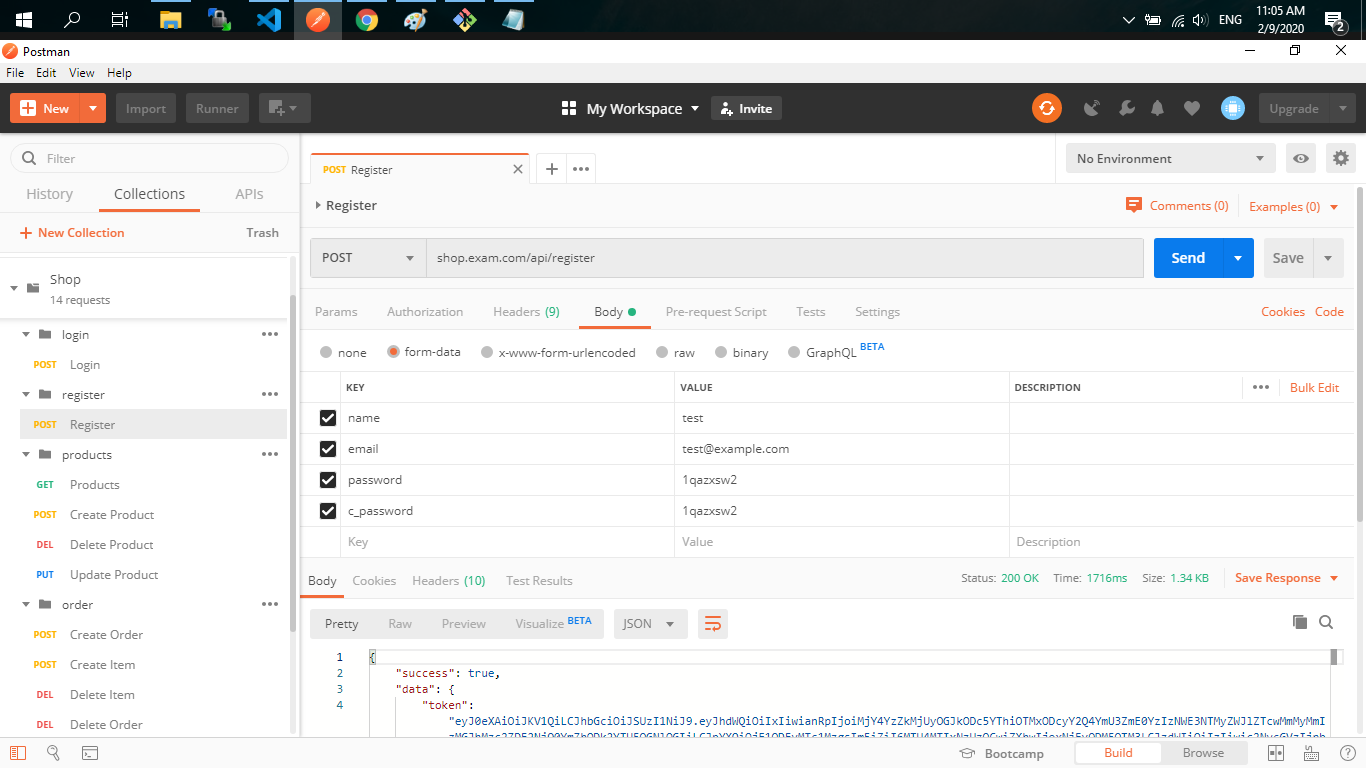 ENG
11:05 AM
2/9/2020
2
Postman
File Edit View Help
New Import Runner My Workspace Invite Upgrade
Filter
History Collections APIs
New Collection Trash
Shop
14 requests
login
POST Login
register
POST Register
products
GET Products
POST Create Product
DEL Delete Product
PUT Update Product
order
POST Create Order
POST Create Item
DEL Delete Item
DEL Delete Order
POST Register
No Environment
Register
Comments (0) Examples (0)
POST shop.exam.com/api/register Send Save
Params Authorization Headers (9) Body Pre-request Script Tests Settings Cookies Code
none form-data x-www-form-urlencoded raw binary GraphQL BETA
KEY VALUE DESCRIPTION Bulk Edit
name test
email test@example.com
password 1qazxsw2
c_password 1qazxsw2
Key Value Description
Body Cookies Headers (10) Test Results Status: 200 OK Time: 1716ms Size: 1.34 KB Save Response
Pretty Raw Preview Visualize BETA JSON
1 {
2 "success": true,
3 "data": {
4 "token":
Bootcamp Build Browse